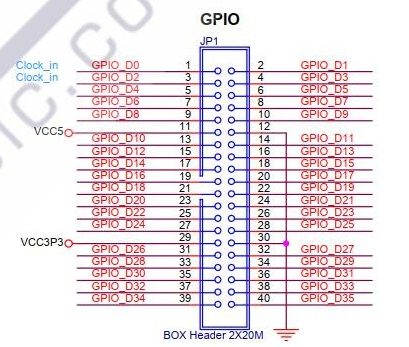 GPIO
JP1
Clock_in GPIO_D0 1 2 GPIO_D1
Clock_in GPIO_D2 3 4 GPIO_D3
GPIO_D4 5 6 GPIO_D5
GPIO_D6 7 8 GPIO_D7
GPIO_D8 9 10 GPIO_D9
VCC5 11 12
GPIO_D10 13 14 GPIO_D11
GPIO_D12 15 16 GPIO_D13
GPIO_D14 17 18 GPIO_D15
GPIO_D16 19 20 GPIO_D17
GPIO_D18 21 22 GPIO_D19
GPIO_D20 23 24 GPIO_D21
GPIO_D22 25 26 GPIO_D23
GPIO_D24 27 28 GPIO_D25
VCC3P3 29 30
GPIO_D26 31 32 GPIO_D27
GPIO_D28 33 34 GPIO_D29
GPIO_D30 35 36 GPIO_D31
GPIO_D32 37 38 GPIO_D33
GPIO_D34 39 40 GPIO_D35
BOX Header 2X20M